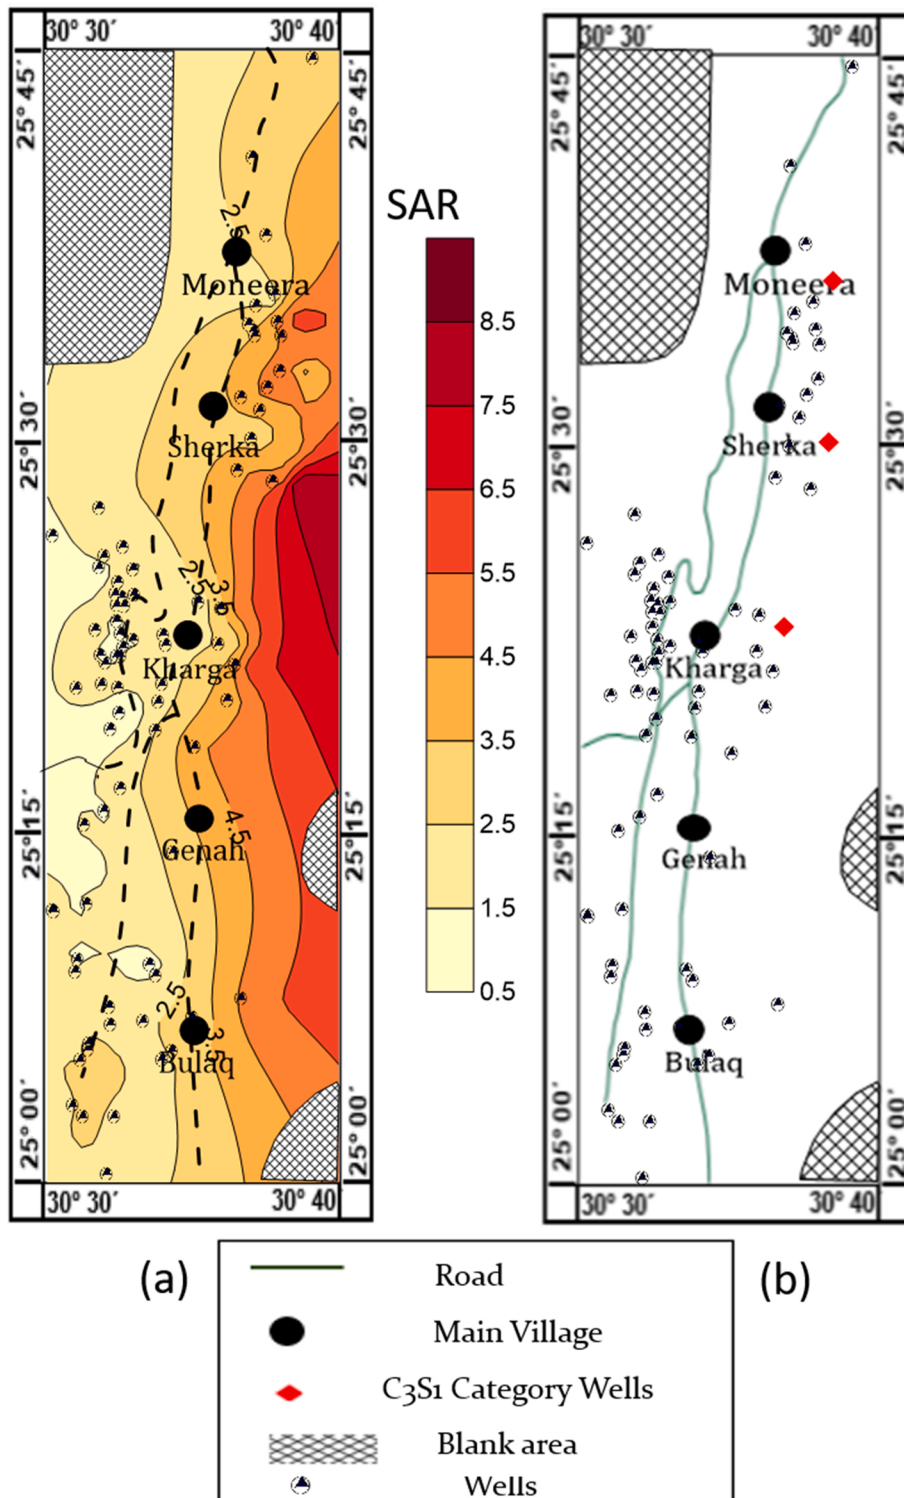 30° 30′ 30° 40′
25° 45′
25° 30′
25° 15′
25° 00′
25° 45′
25° 30′
25° 15′
25° 00′
2.5
Moneera
Sherka
2.5
3.5
Kharga
4.5
Genah
2.5
3.5
Bulaq
30° 30′ 30° 40′
(a)
SAR
8.5
7.5
6.5
5.5
4.5
3.5
2.5
1.5
0.5
30° 30′ 30° 40′
25° 45′
25° 30′
25° 15′
25° 00′
25° 45′
25° 30′
25° 15′
25° 00′
Moneera
Sherka
Kharga
Genah
Bulaq
30° 30′ 30° 40′
(b)
Road
Main Village
C3S1 Category Wells
Blank area
Wells